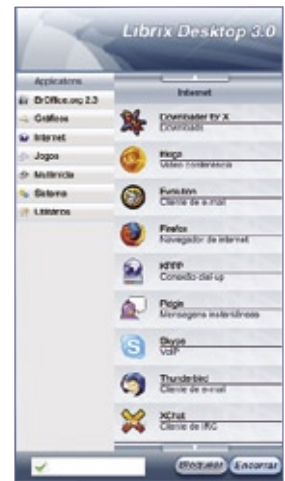 Librix Desktop 3.0
Applications
BrOffice.org 2.3
Gráficos
Internet
Jogos
Multimídia
Sistema
Utilitários
Internet
Downloader for X
Downloads
Ekiga
Vídeo conferencia
Evolution
Cliente de e-mail
Firefox
Navegador de internet
KPPP
Conexão dial-up
Pidgin
Mensagens instantâneas
Skype
VoIP
Thunderbird
Cliente de e-mail
XChat
Cliente de IRC
Bloquear
Encerrar